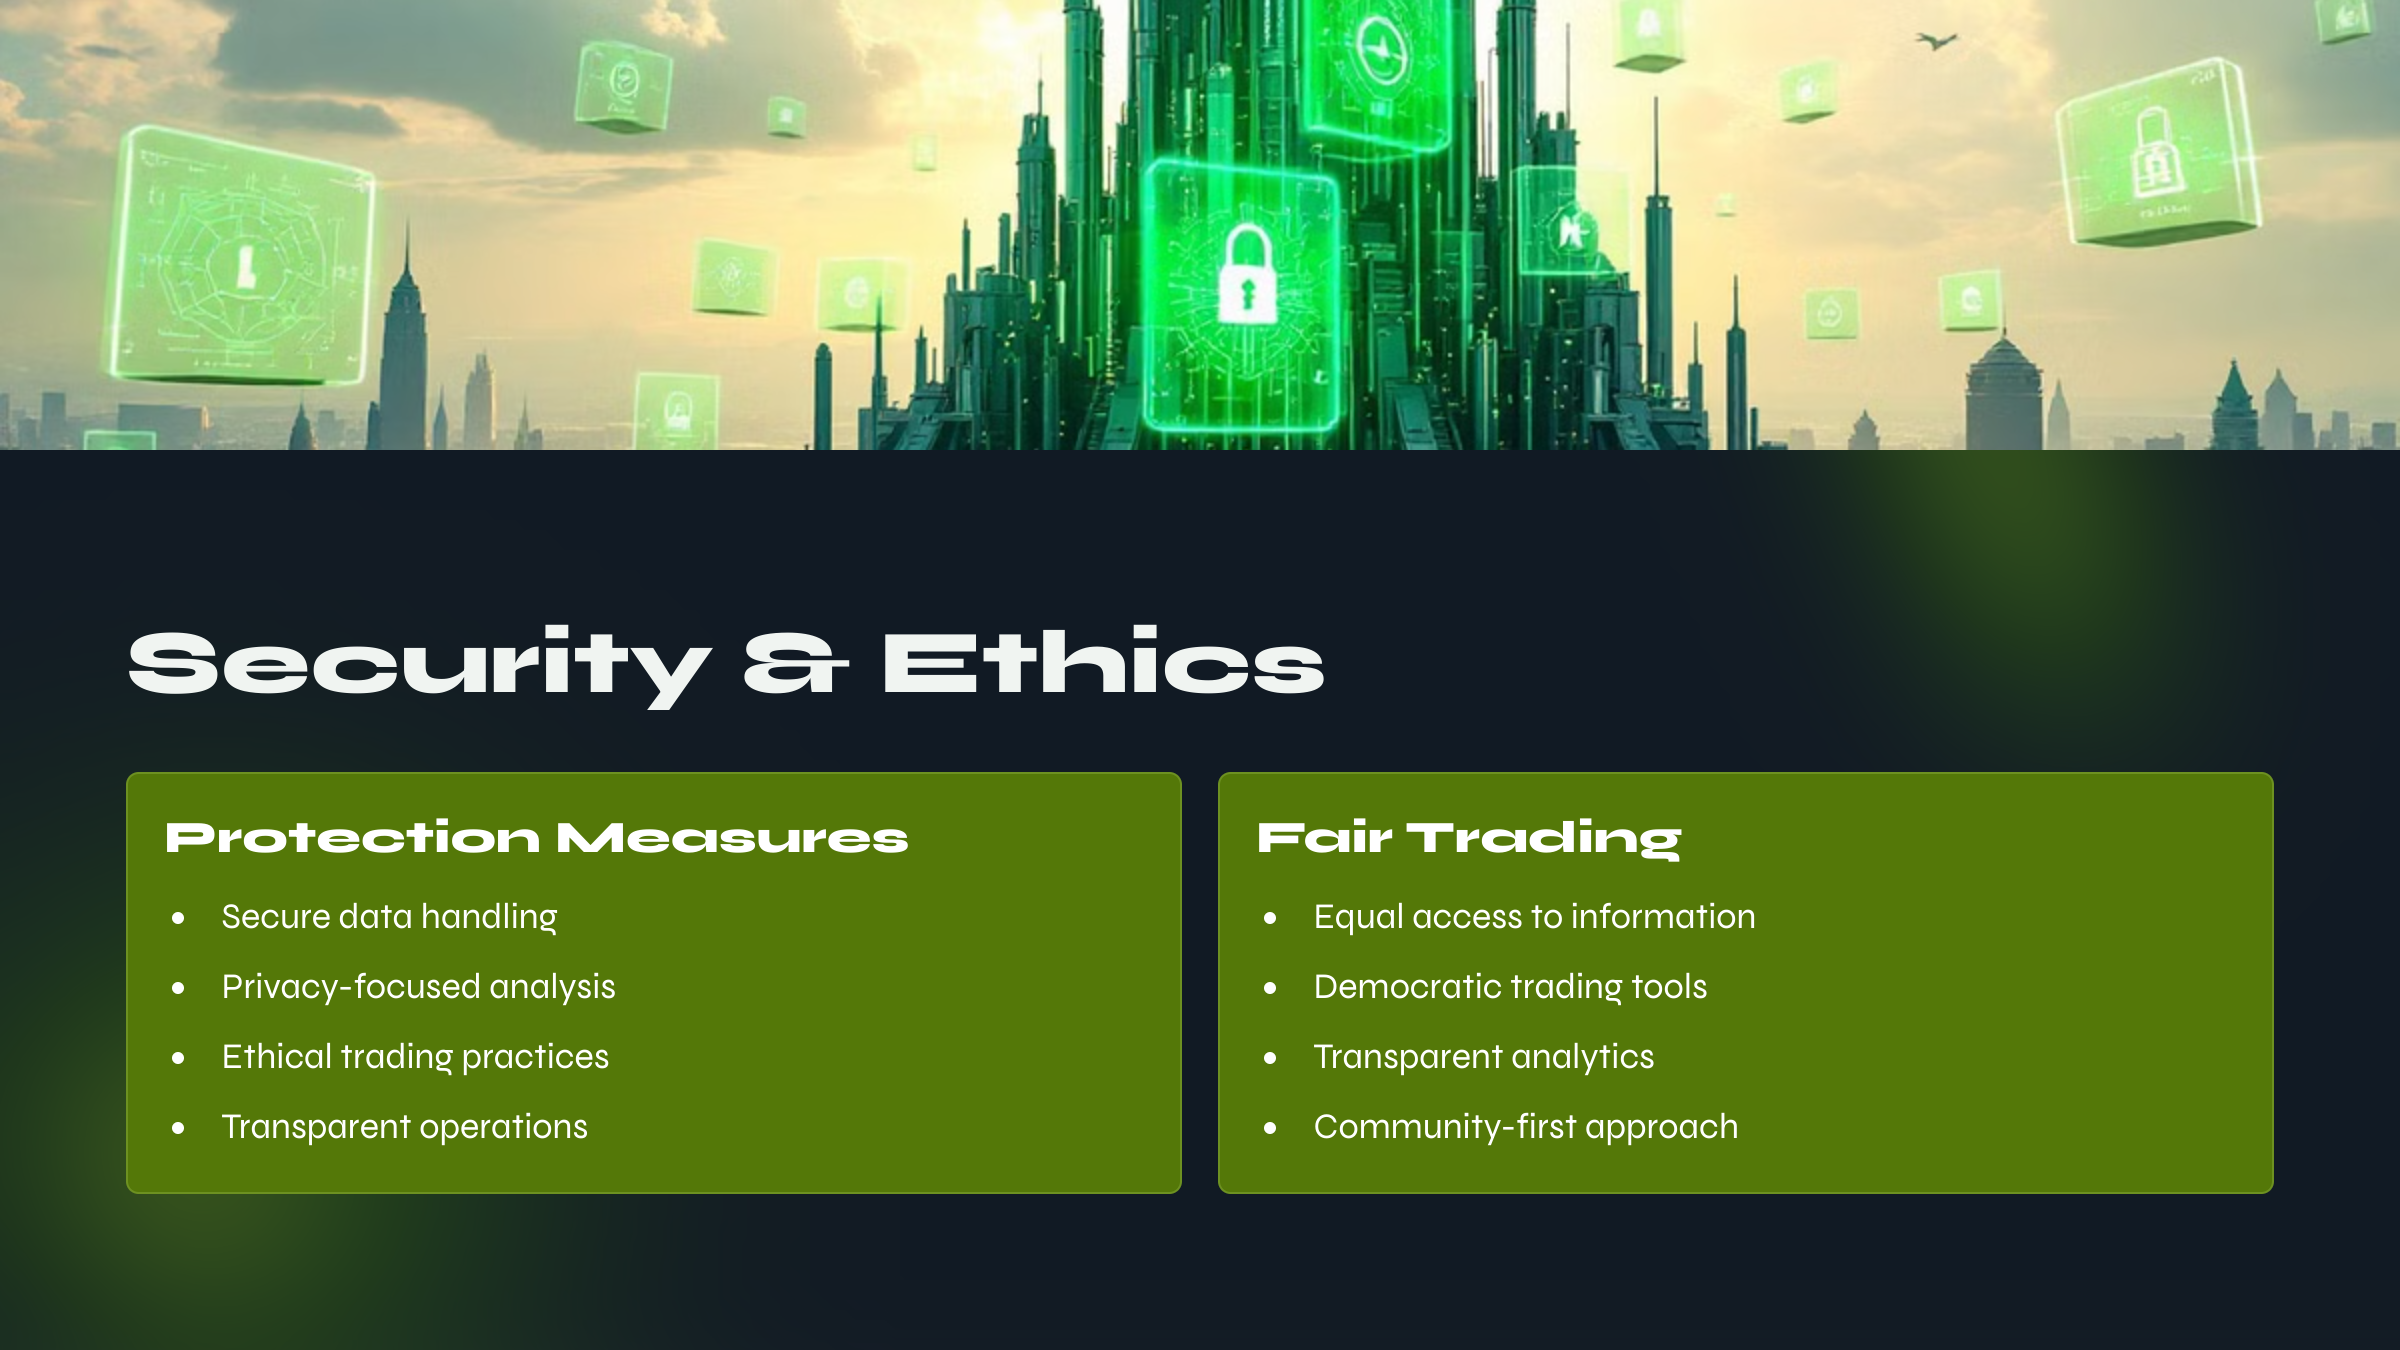 Security & Ethics
Protection Measures
• Secure data handling
• Privacy-focused analysis
• Ethical trading practices
• Transparent operations
Fair Trading
• Equal access to information
• Democratic trading tools
• Transparent analytics
• Community-first approach